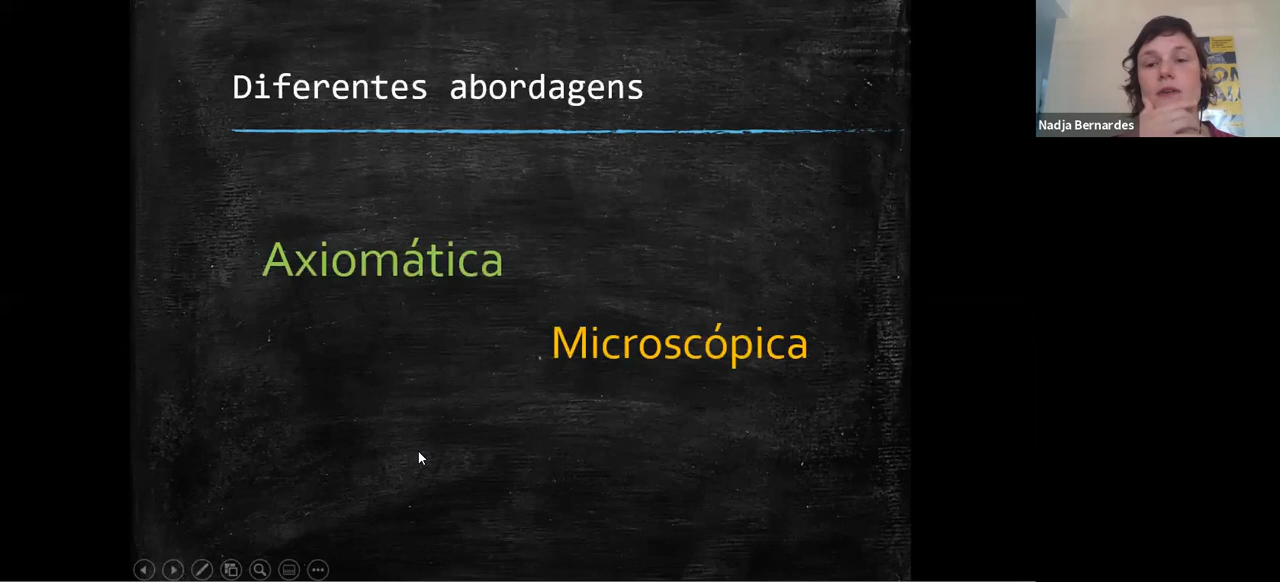 Diferentes abordagens
Axiomática
Microscópica
Nadja Bernardes